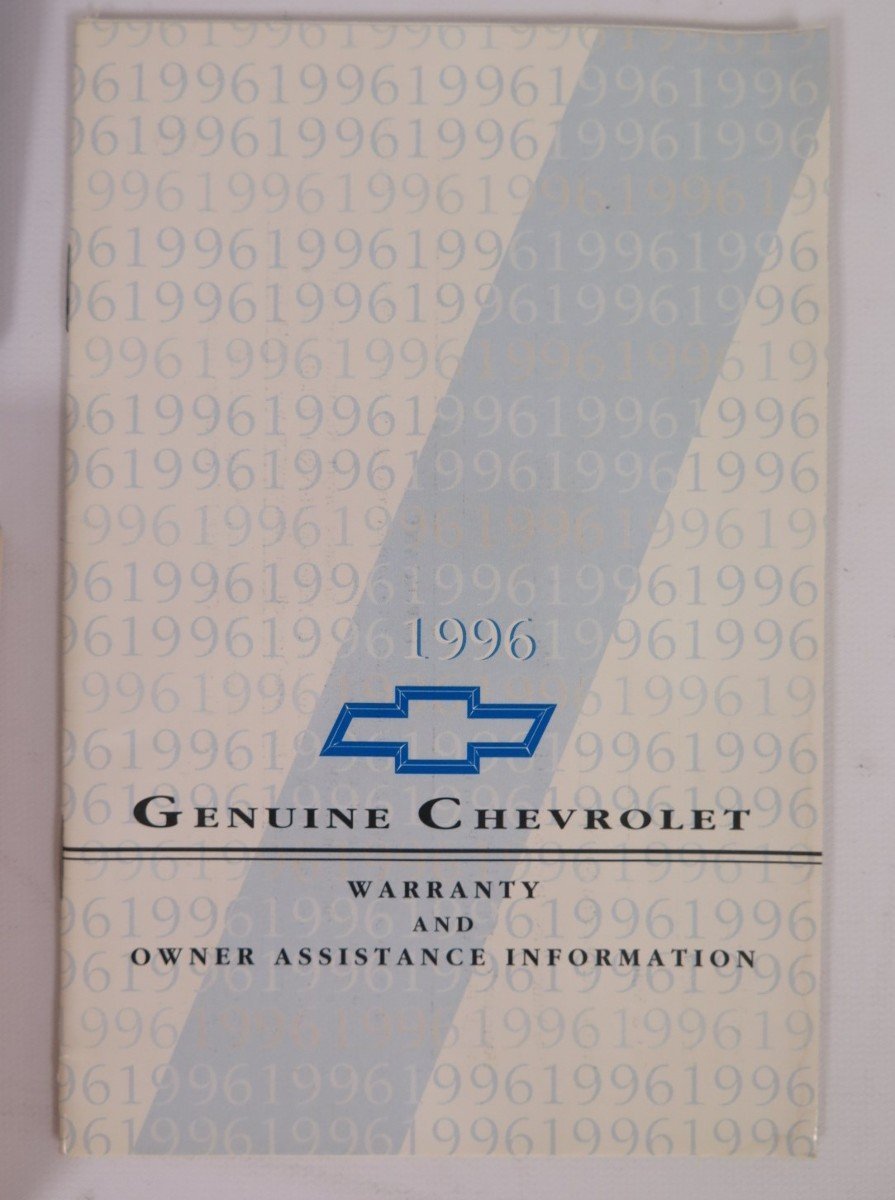 1996
GENUINE CHEVROLET
WARRANTY
AND
OWNER ASSISTANCE INFORMATION